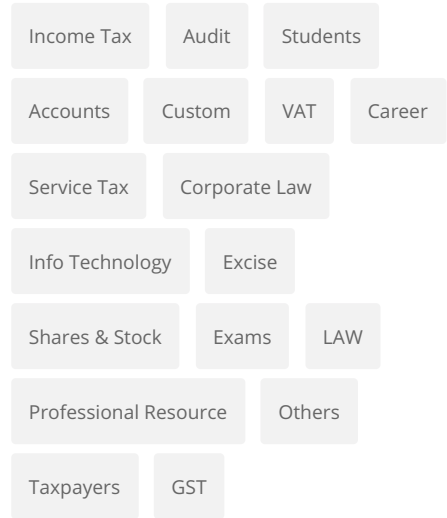 Income Tax Audit Students
Accounts Custom VAT Career
Service Tax Corporate Law
Info Technology Excise
Shares & Stock Exams LAW
Professional Resource Others
Taxpayers GST